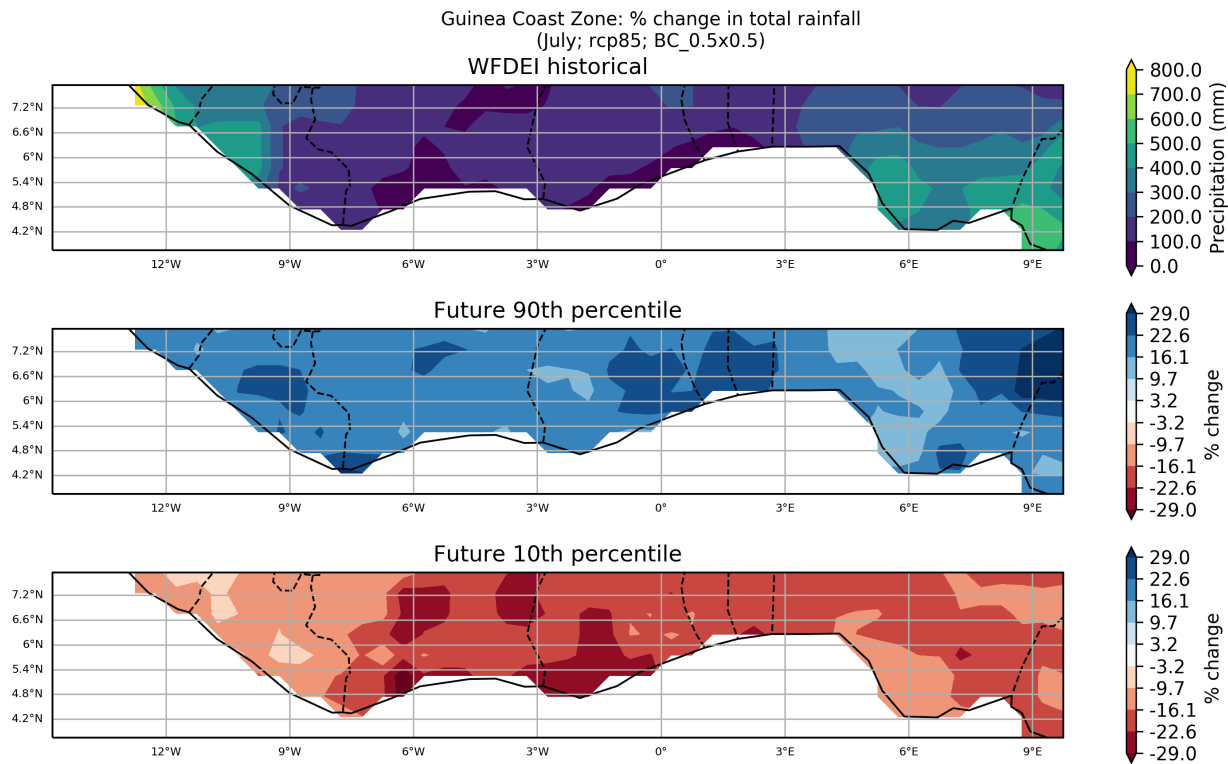 Guinea Coast Zone: % change in total rainfall
(July; rcp85; BC_0.5x0.5)
WFDEI historical
7.2°N
6.6°N
6°N
5.4°N
4.8°N
4.2°N
12°W 9°W 6°W 3°W 0° 3°E 6°E 9°E
800.0
700.0
600.0
500.0
400.0
300.0
200.0
100.0
0.0
Precipitation (mm)
Future 90th percentile
7.2°N
6.6°N
6°N
5.4°N
4.8°N
4.2°N
12°W 9°W 6°W 3°W 0° 3°E 6°E 9°E
29.0
22.6
16.1
9.7
3.2
-3.2
-9.7
-16.1
-22.6
-29.0
% change
Future 10th percentile
7.2°N
6.6°N
6°N
5.4°N
4.8°N
4.2°N
12°W 9°W 6°W 3°W 0° 3°E 6°E 9°E
29.0
22.6
16.1
9.7
3.2
-3.2
-9.7
-16.1
-22.6
-29.0
% change